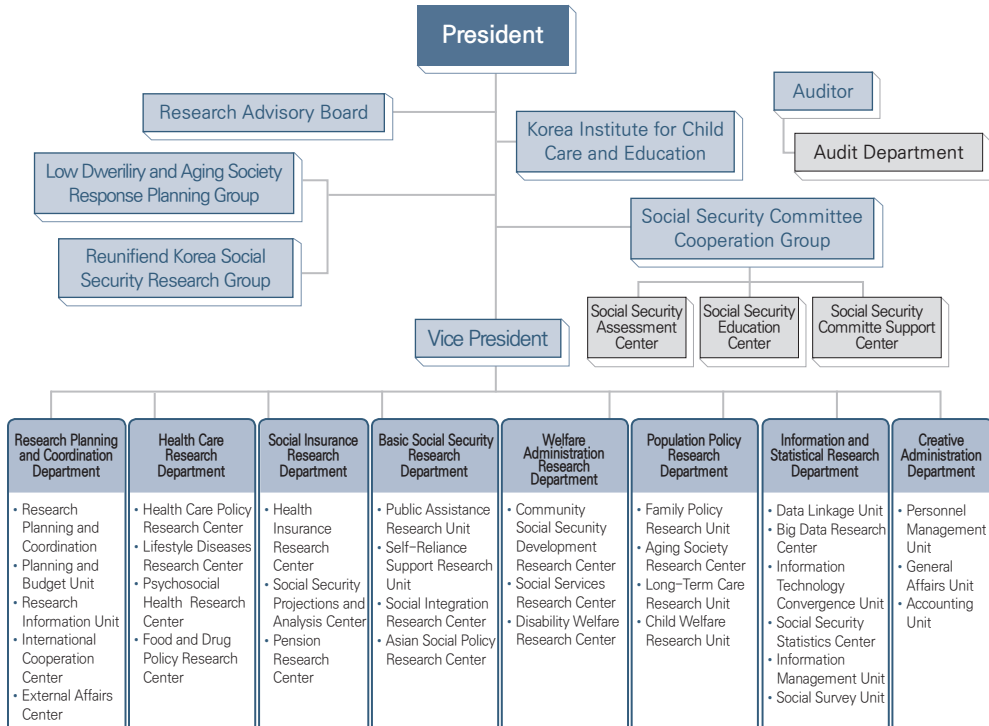 President
Research Advisory Board
Auditor
Korea Institute for Child
Care and Education
Audit Department
Low Dweriliry and Aging Society
Response Planning Group
Social Security Committee
Cooperation Group
Reunifiend Korea Social
Security Research Group
Social Security
Assessment
Center
Social Security
Education
Center
Social Security
Committe Support
Center
Vice President
Research Planning
and Coordination
Department
• Research
Planning and
Coordination
• Planning and
Budget Unit
• Research
Information Unit
• International
Cooperation
Center
• External Affairs
Center
Health Care
Research
Department
• Health Care Policy
Research Center
• Lifestyle Diseases
Research Center
• Psychosocial
Health Research
Center
• Food and Drug
Policy Research
Center
Social Insurance
Research
Department
• Health
Insurance
Research
Center
• Social Security
Projections and
Analysis Center
• Pension
Research
Center
Basic Social Security
Research
Department
• Public Assistance
Research Unit
• Self-Reliance
Support Research
Unit
• Social Integration
Research Center
• Asian Social Policy
Research Center
Welfare
Administration
Research
Department
• Community
Social Security
Development
Research Center
• Social Services
Research Center
• Disability Welfare
Research Center
Population Policy
Research
Department
• Family Policy
Research Unit
• Aging Society
Research Center
• Long-Term Care
Research Unit
• Child Welfare
Research Unit
Information and
Statistical Research
Department
• Data Linkage Unit
• Big Data Research
Center
• Information
Technology
Convergence Unit
• Social Security
Statistics Center
• Information
Management Unit
• Social Survey Unit
Creative
Administration
Department
• Personnel
Management
Unit
• General
Affairs Unit
• Accounting
Unit